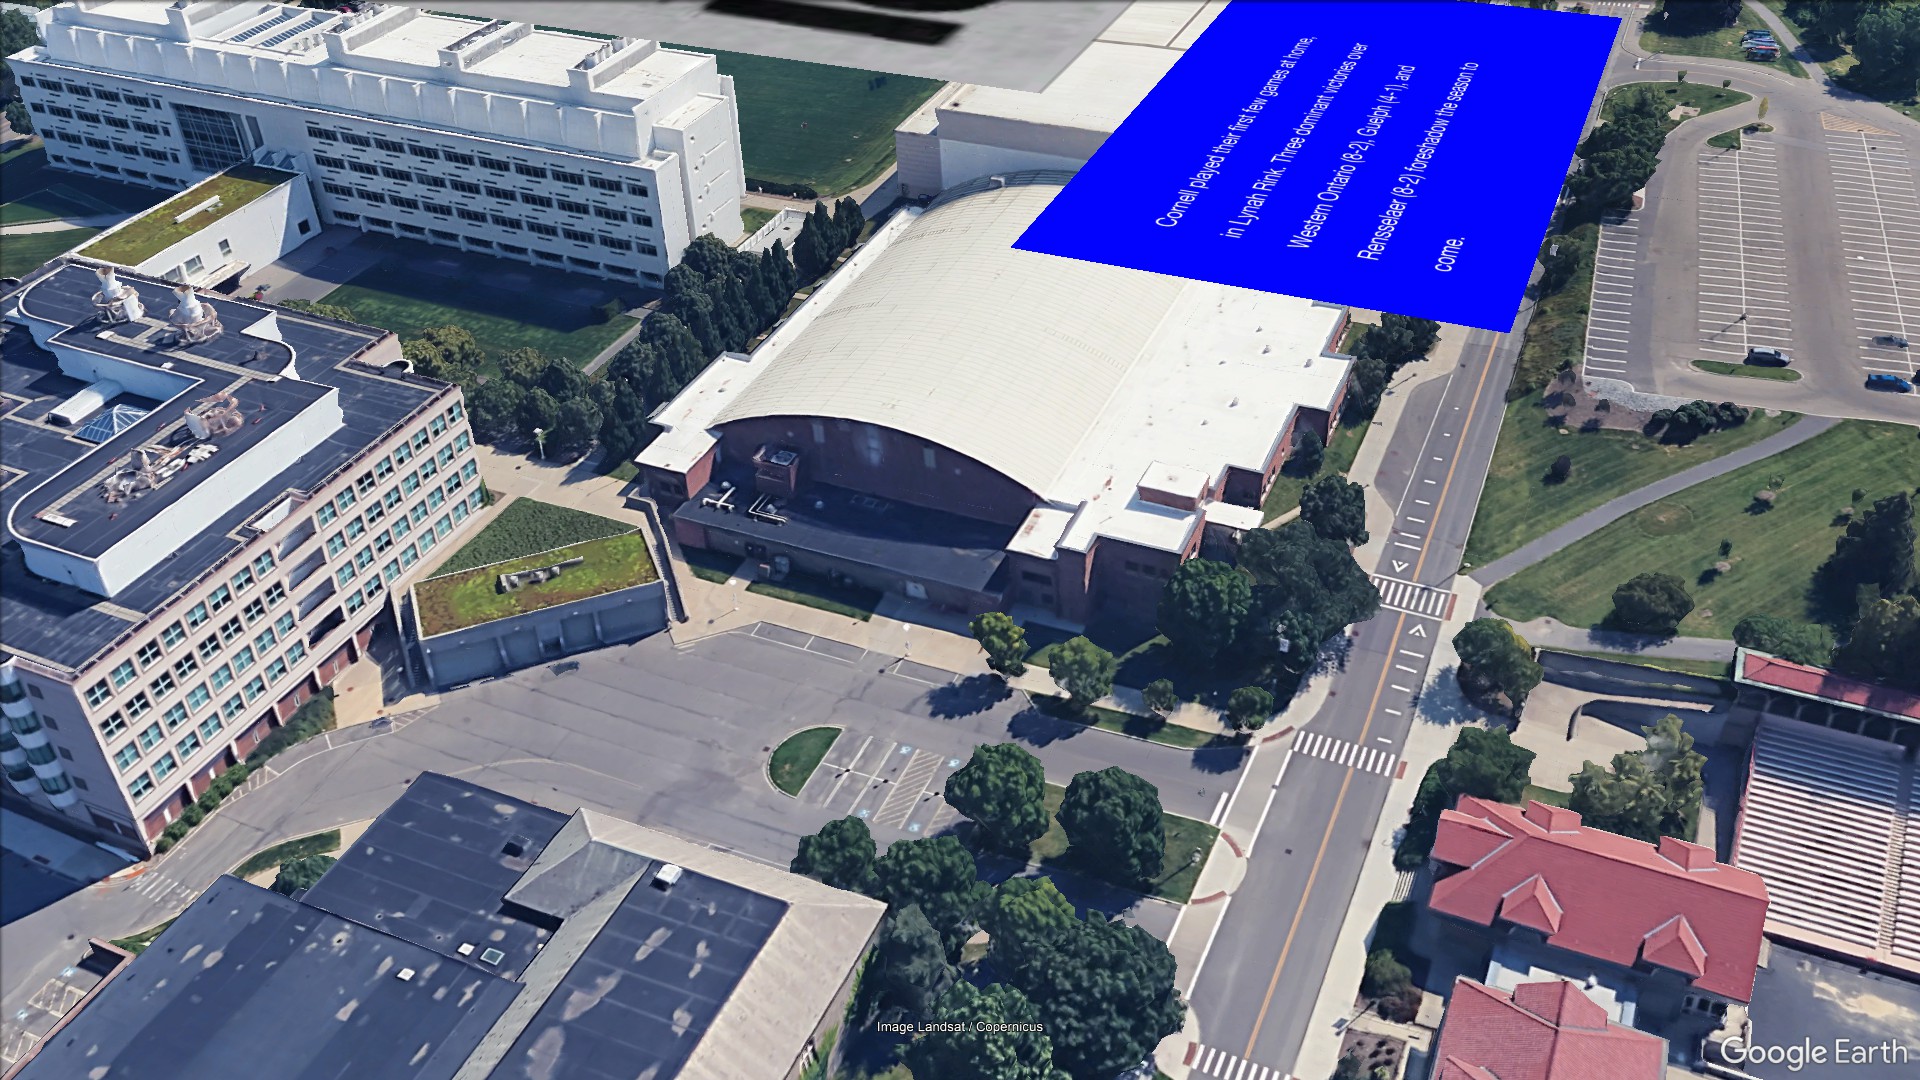 Cornell played their first few games at home,
in Lynah Rink. Three dominant victories over
Western Ontario (8-2), Guelph (4-1), and
Rensselaer (8-2) foreshadow the season to
come.
Image Landsat / Copernicus
Google Earth